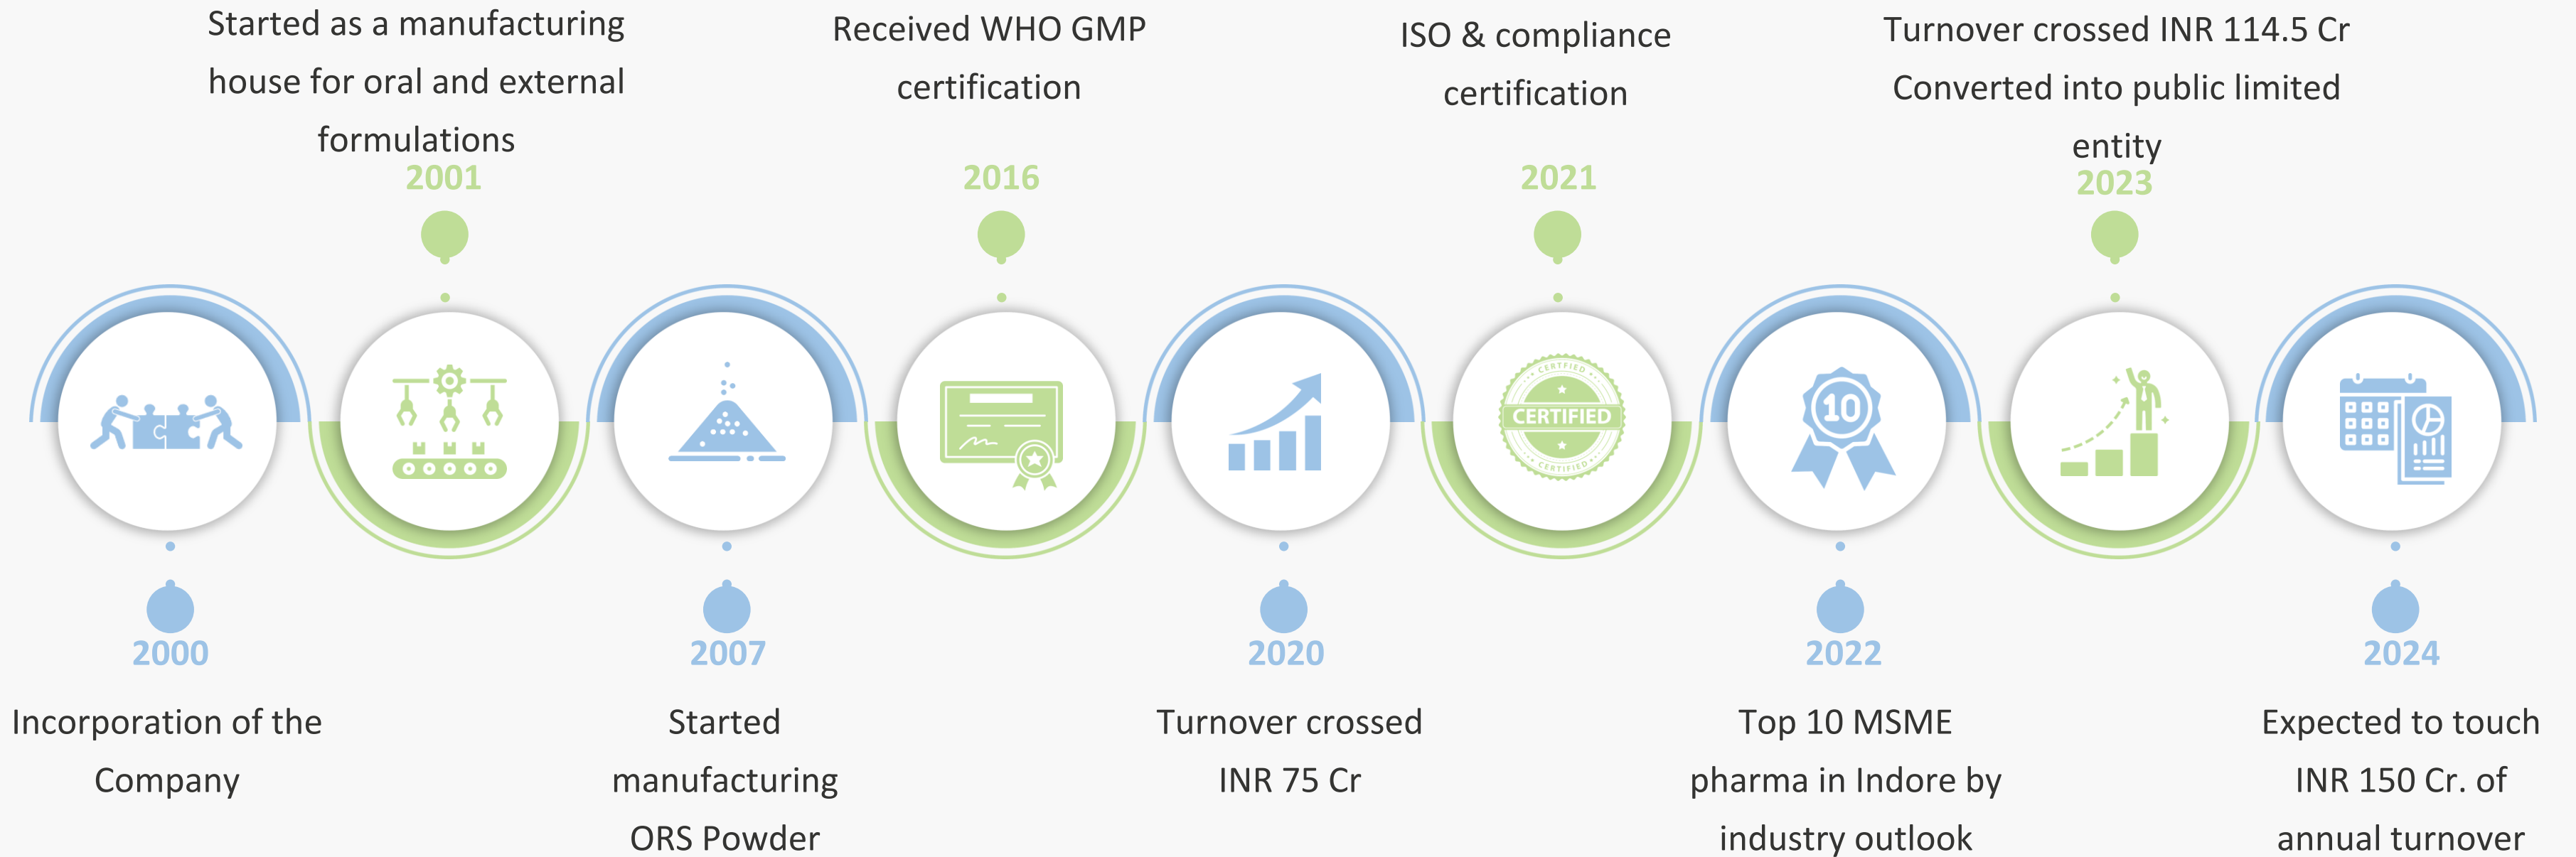 Started as a manufacturing
house for oral and external
formulations
2001
Received WHO GMP
certification
2016
ISO & compliance
certification
2021
Turnover crossed INR 114.5 Cr
Converted into public limited
entity
2023
CERTIFIED
CERTIFIED
CERTIFIED
10
2000
Incorporation of the
Company
2007
Started
manufacturing
ORS Powder
2020
Turnover crossed
INR 75 Cr
2022
Top 10 MSME
pharma in Indore by
industry outlook
2024
Expected to touch
INR 150 Cr. of
annual turnover